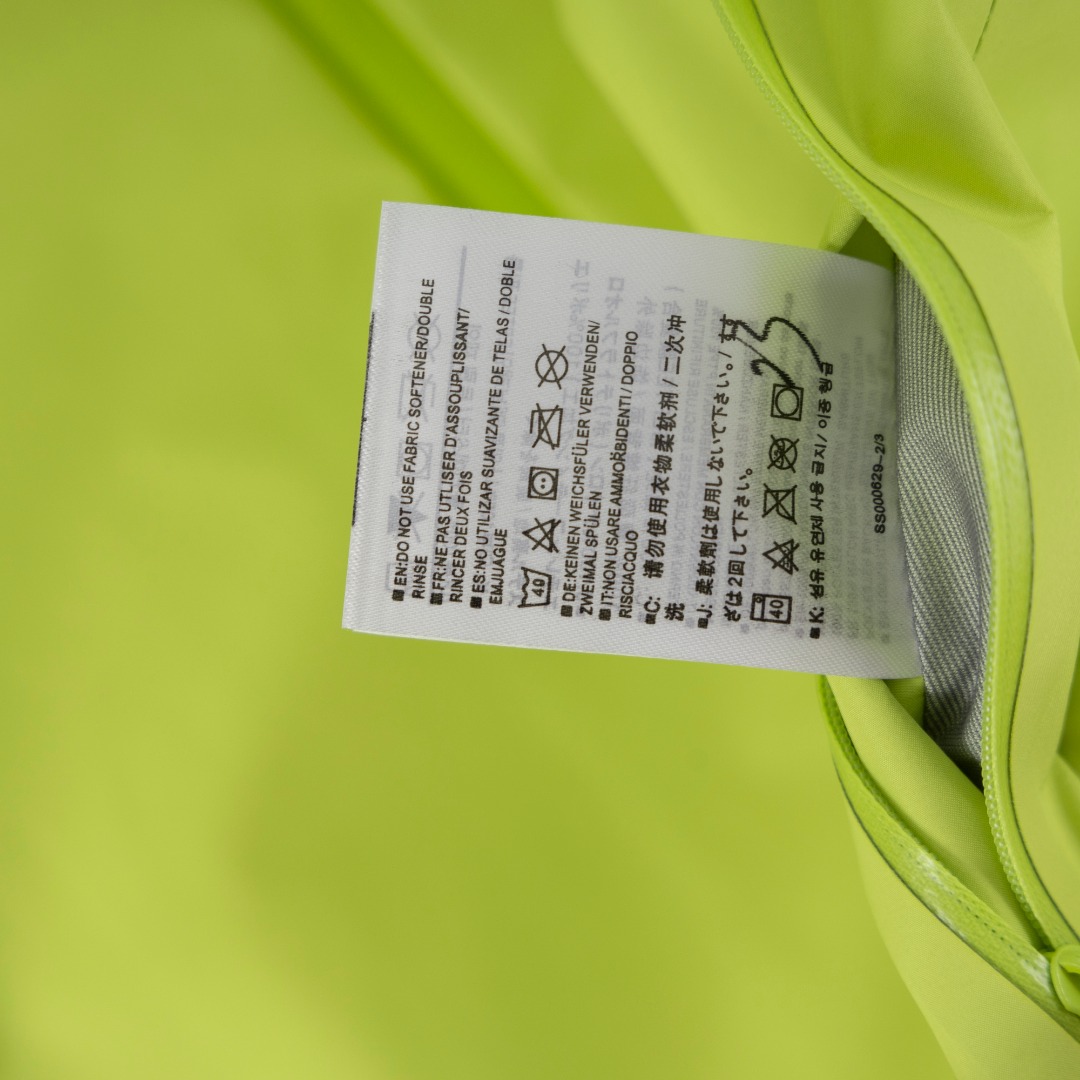 EN:DO NOT USE FABRIC SOFTENER/DOUBLE
RINSE
FR:NE PAS UTLISER D'ASSOUPLISSANT/
RINCER DEUX FOIS
ES:NO UTILIZAR SUAVIZANTE DE TELAS / DOBLE
EMJUAGUE
40
DE:KEINEN WEICHSFÜLER VERWENDEN/
ZWEIMAL SPÜLEN
IT:NON USARE AMMORBIDENTI / DOPPIO
RISCIACQUO
C: 请勿使用衣物柔软剂 / 二次冲
洗
J: 柔軟剤は使用しないで下さい。/ すす
ぎは2回して下さい。
40
K: 섬유 유연제 사용 금지/ 이중 헹굼
SS000629-2/3